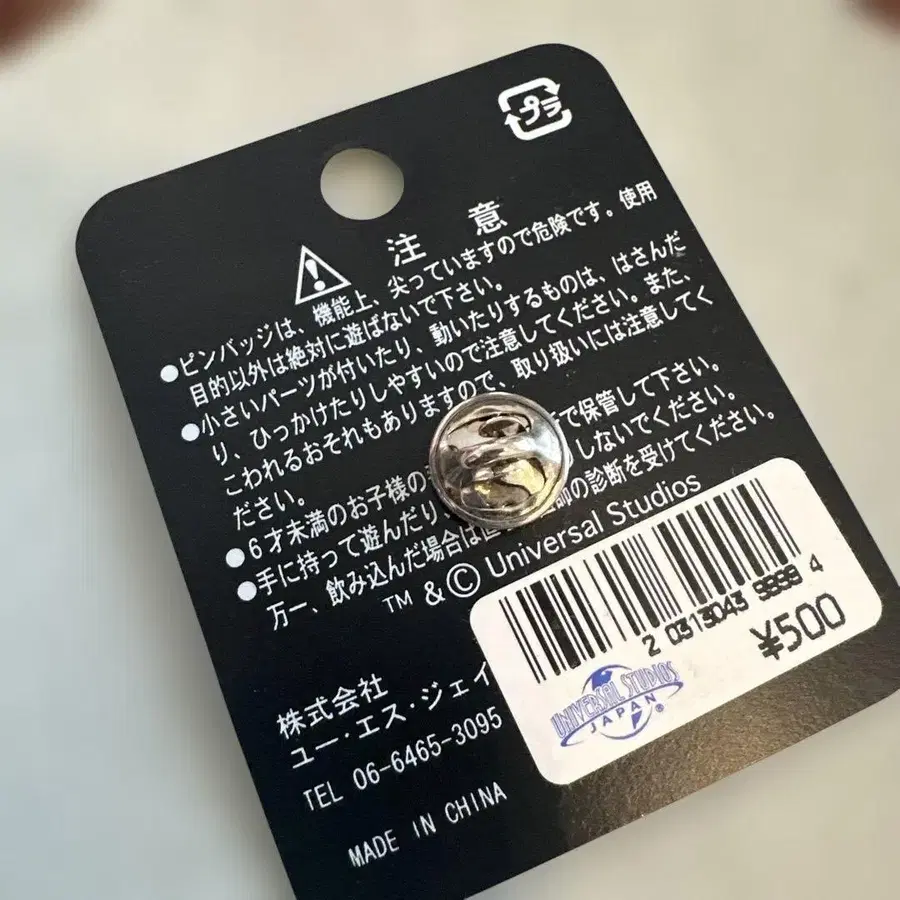 プラ
注 意
●ピンバッジは、機能上、尖っていますので危険です。使用
目的以外は絶対に遊ばないで下さい。
●小さいパーツが付いたり、動いたりするものは、はさんだ
り、ひっかけたりしやすいので注意してください。また、
こわれるおそれもありますので、取り扱いには注意してく
ださい。
●6才未満のお子様の で保管して下さい。
●手に持って遊んだり しないでください。
万一、飲み込んだ場合は 師の診断を受けてください。
TM & © Universal Studios
2 0313043 9999 4
¥500
UNIVERSAL STUDIOS
JAPAN ®
株式会社
ユー・エス・ジェイ
TEL 06-6465-3095
MADE IN CHINA